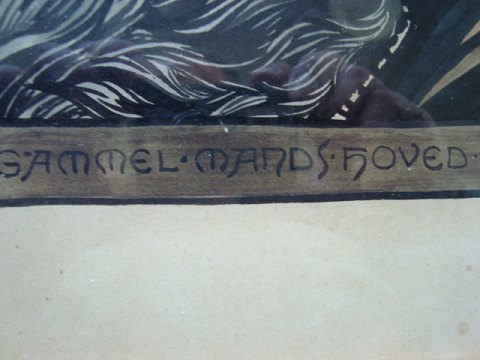 GAMMEL · MANDS · HOVED ·